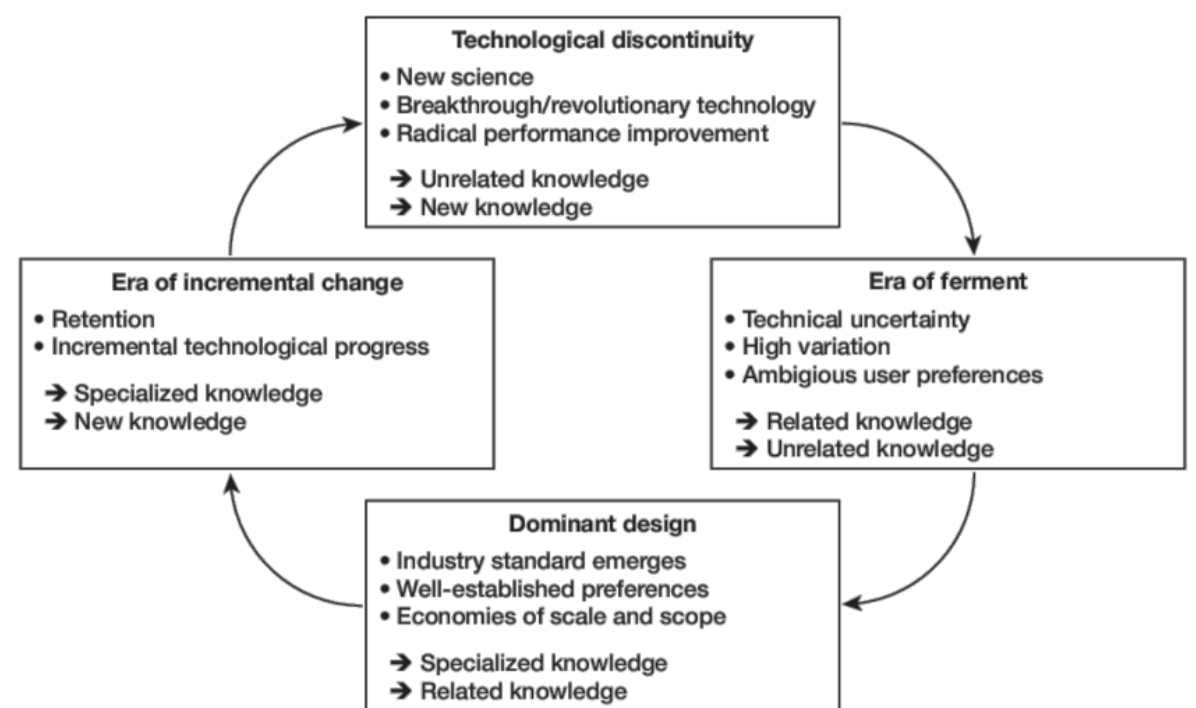 Technological discontinuity
• New science
• Breakthrough/revolutionary technology
• Radical performance improvement
➔ Unrelated knowledge
➔ New knowledge
Era of ferment
• Technical uncertainty
• High variation
• Ambigious user preferences
➔ Related knowledge
➔ Unrelated knowledge
Dominant design
• Industry standard emerges
• Well-established preferences
• Economies of scale and scope
➔ Specialized knowledge
➔ Related knowledge
Era of incremental change
• Retention
• Incremental technological progress
➔ Specialized knowledge
➔ New knowledge